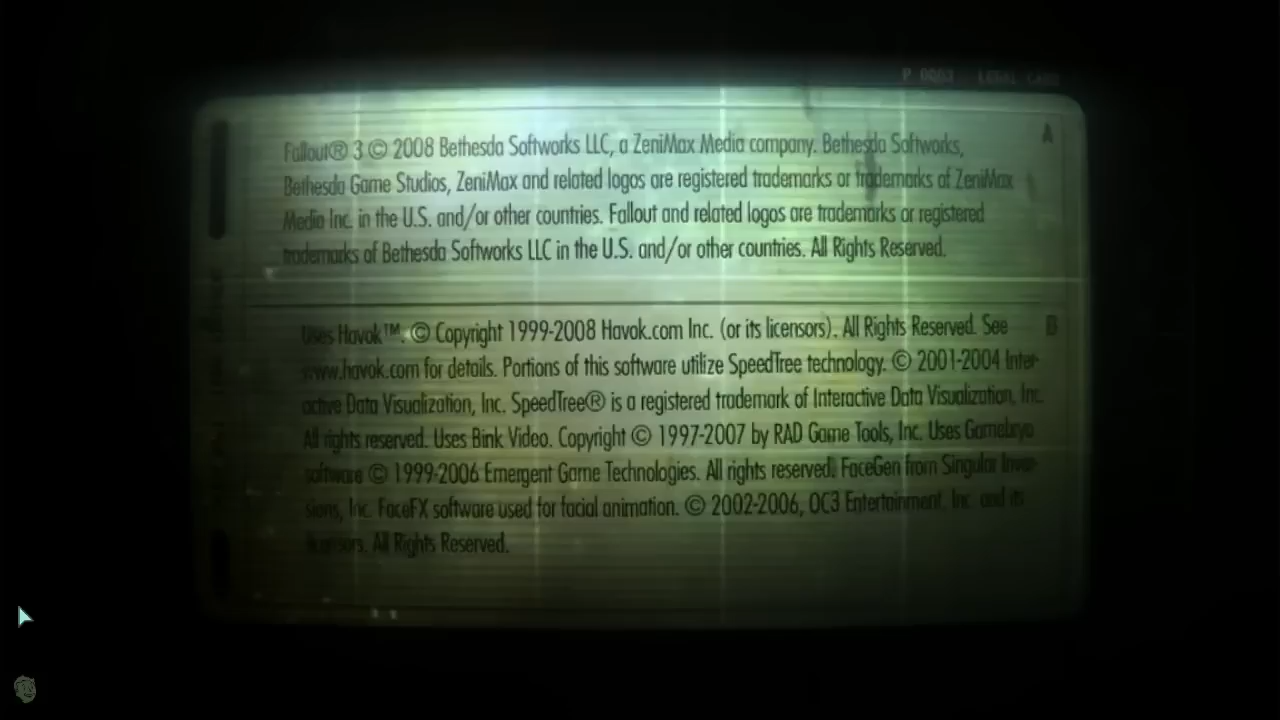 P 0003 LEGAL CARD
A
Fallout® 3 © 2008 Bethesda Softworks LLC, a ZeniMax Media company. Bethesda Softworks,
Bethesda Game Studios, ZeniMax and related logos are registered trademarks or trademarks of ZeniMax
Media Inc. in the U.S. and/or other countries. Fallout and related logos are trademarks or registered
trademarks of Bethesda Softworks LLC in the U.S. and/or other countries. All Rights Reserved.
B
Uses Havok™. © Copyright 1999-2008 Havok.com Inc. (or its licensors). All Rights Reserved. See
www.havok.com for details. Portions of this software utilize SpeedTree technology. © 2001-2004 Inter-
active Data Visualization, Inc. SpeedTree® is a registered trademark of Interactive Data Visualization, Inc.
All rights reserved. Uses Bink Video. Copyright © 1997-2007 by RAD Game Tools, Inc. Uses Gamebryo
software © 1999-2006 Emergent Game Technologies. All rights reserved. FaceGen from Singular Inver-
sions, Inc. FaceFX software used for facial animation. © 2002-2006, OC3 Entertainment, Inc. and its
licensors. All Rights Reserved.